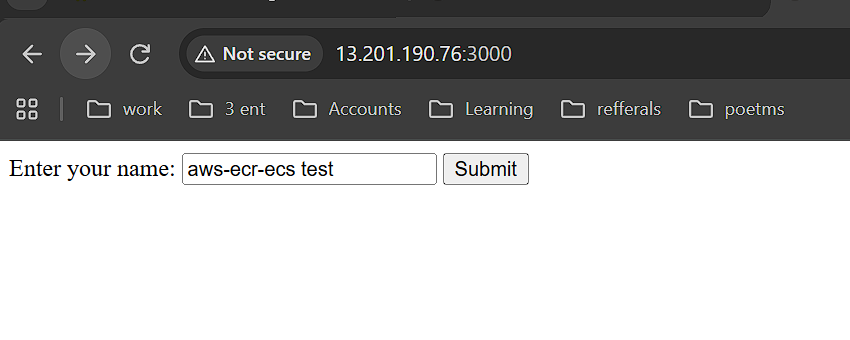 Not secure 13.201.190.76:3000
work 3 ent Accounts Learning refferals poetms
Enter your name: aws-ecr-ecs test Submit